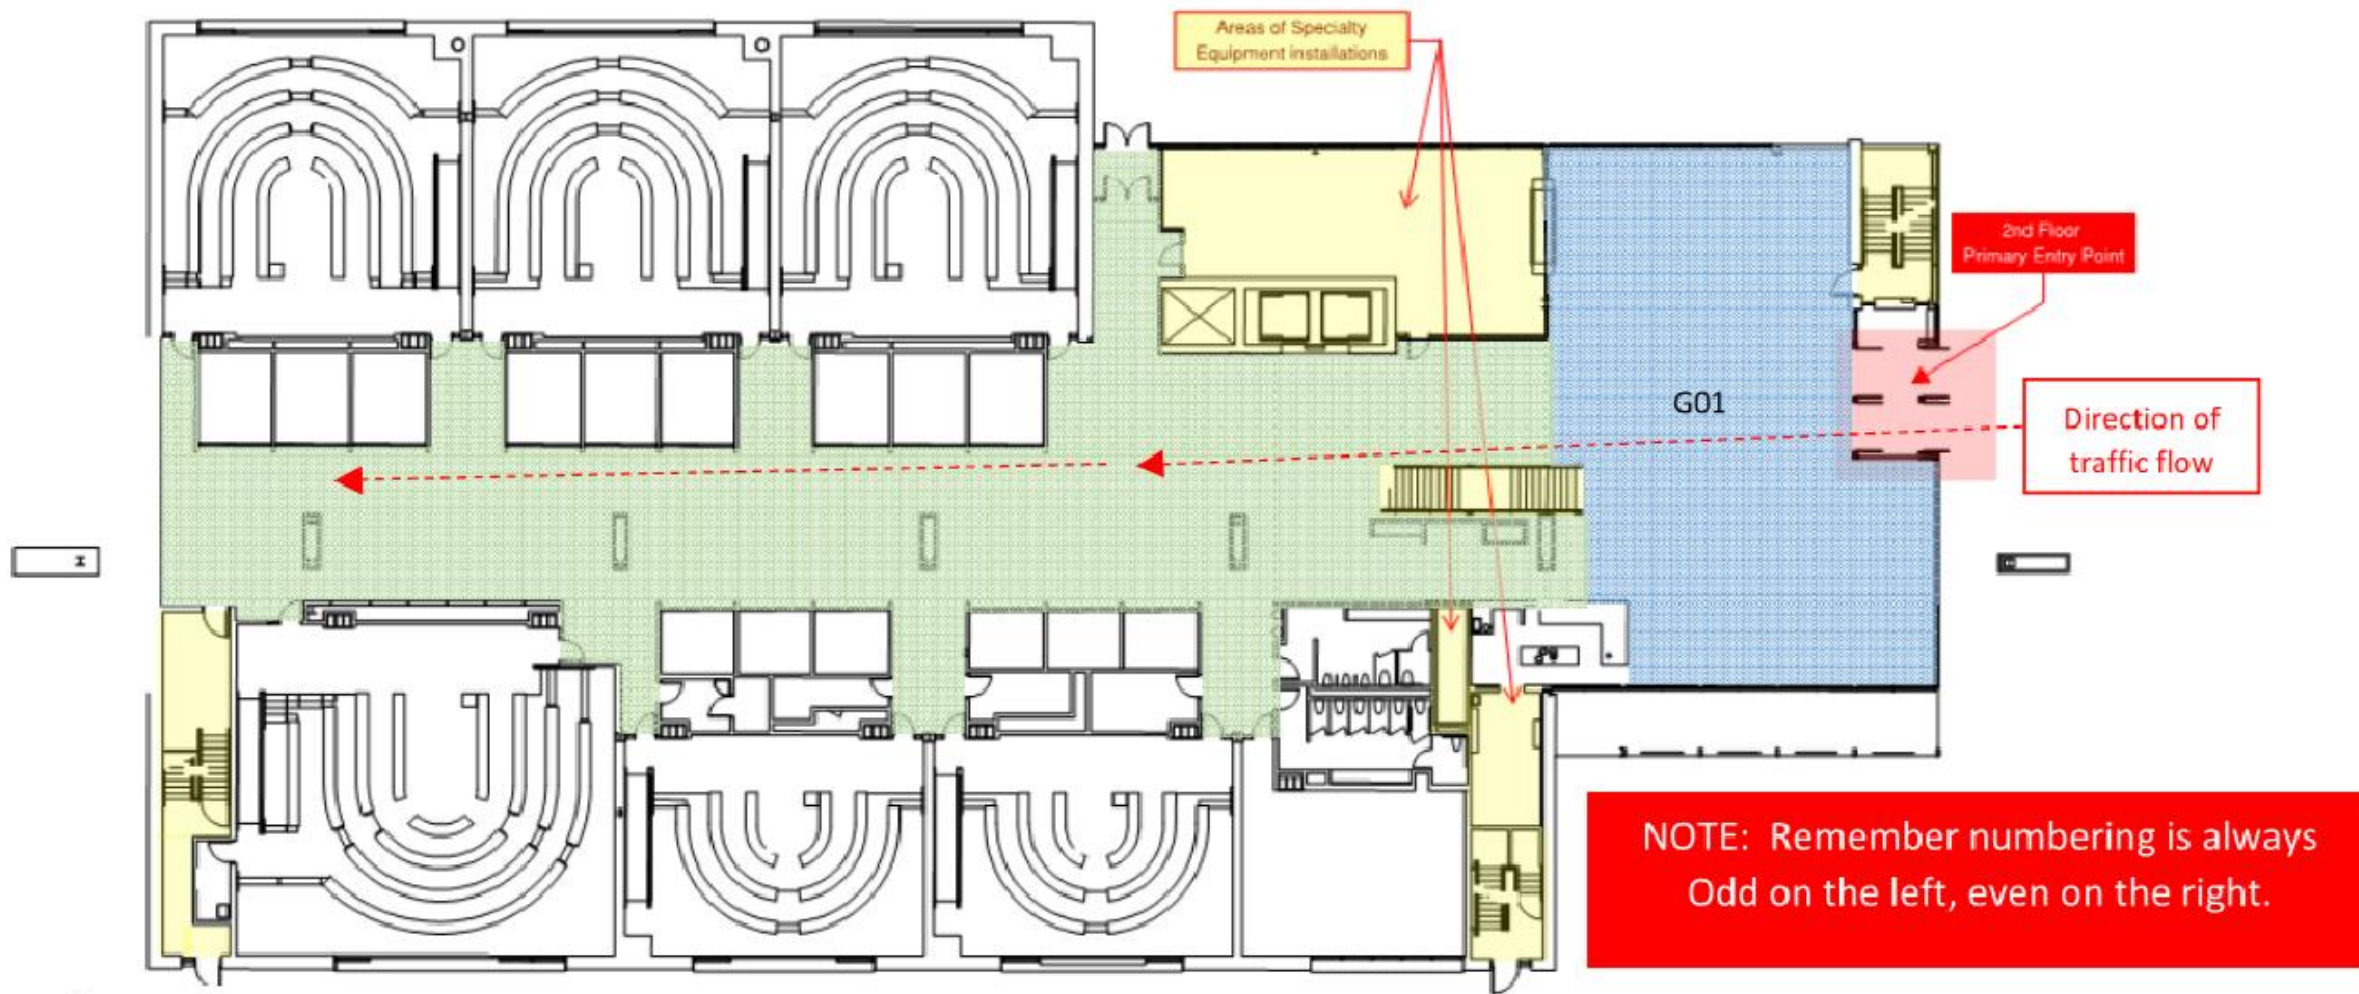 Areas of Specialty
Equipment installations
2nd Floor
Primary Entry Point
G01
Direction of
traffic flow
H
NOTE: Remember numbering is always
Odd on the left, even on the right.